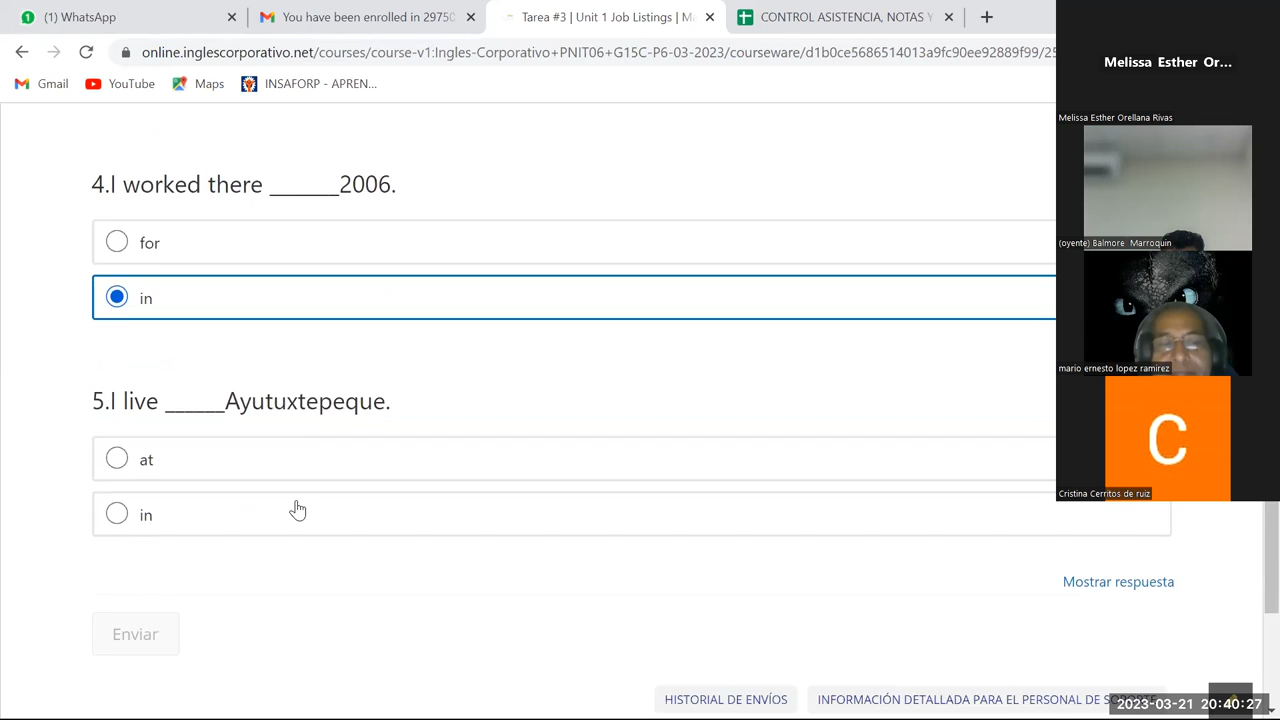 (1) WhatsApp
You have been enrolled in 2975
Tarea #3 | Unit 1 Job Listings | M
CONTROL ASISTENCIA, NOTAS Y
online.inglescorporativo.net/courses/course-v1:Ingles-Corporativo+PNIT06+G15C-P6-03-2023/courseware/d1b0ce5686514013a9fc90ee92889f99/25
Gmail
YouTube
Maps
INSAFORP - APREN...
Melissa Esther Or...
Melissa Esther Orellana Rivas
4.I worked there ______2006.
for
in
(oyente) Balmore Marroquin
mario ernesto lopez ramirez
5.I live _____Ayutuxtepeque.
at
in
C
Cristina Cerritos de ruiz
Mostrar respuesta
Enviar
HISTORIAL DE ENVÍOS
INFORMACIÓN DETALLADA PARA EL PERSONAL DE SOPORTE
2023-03-21 20:40:27